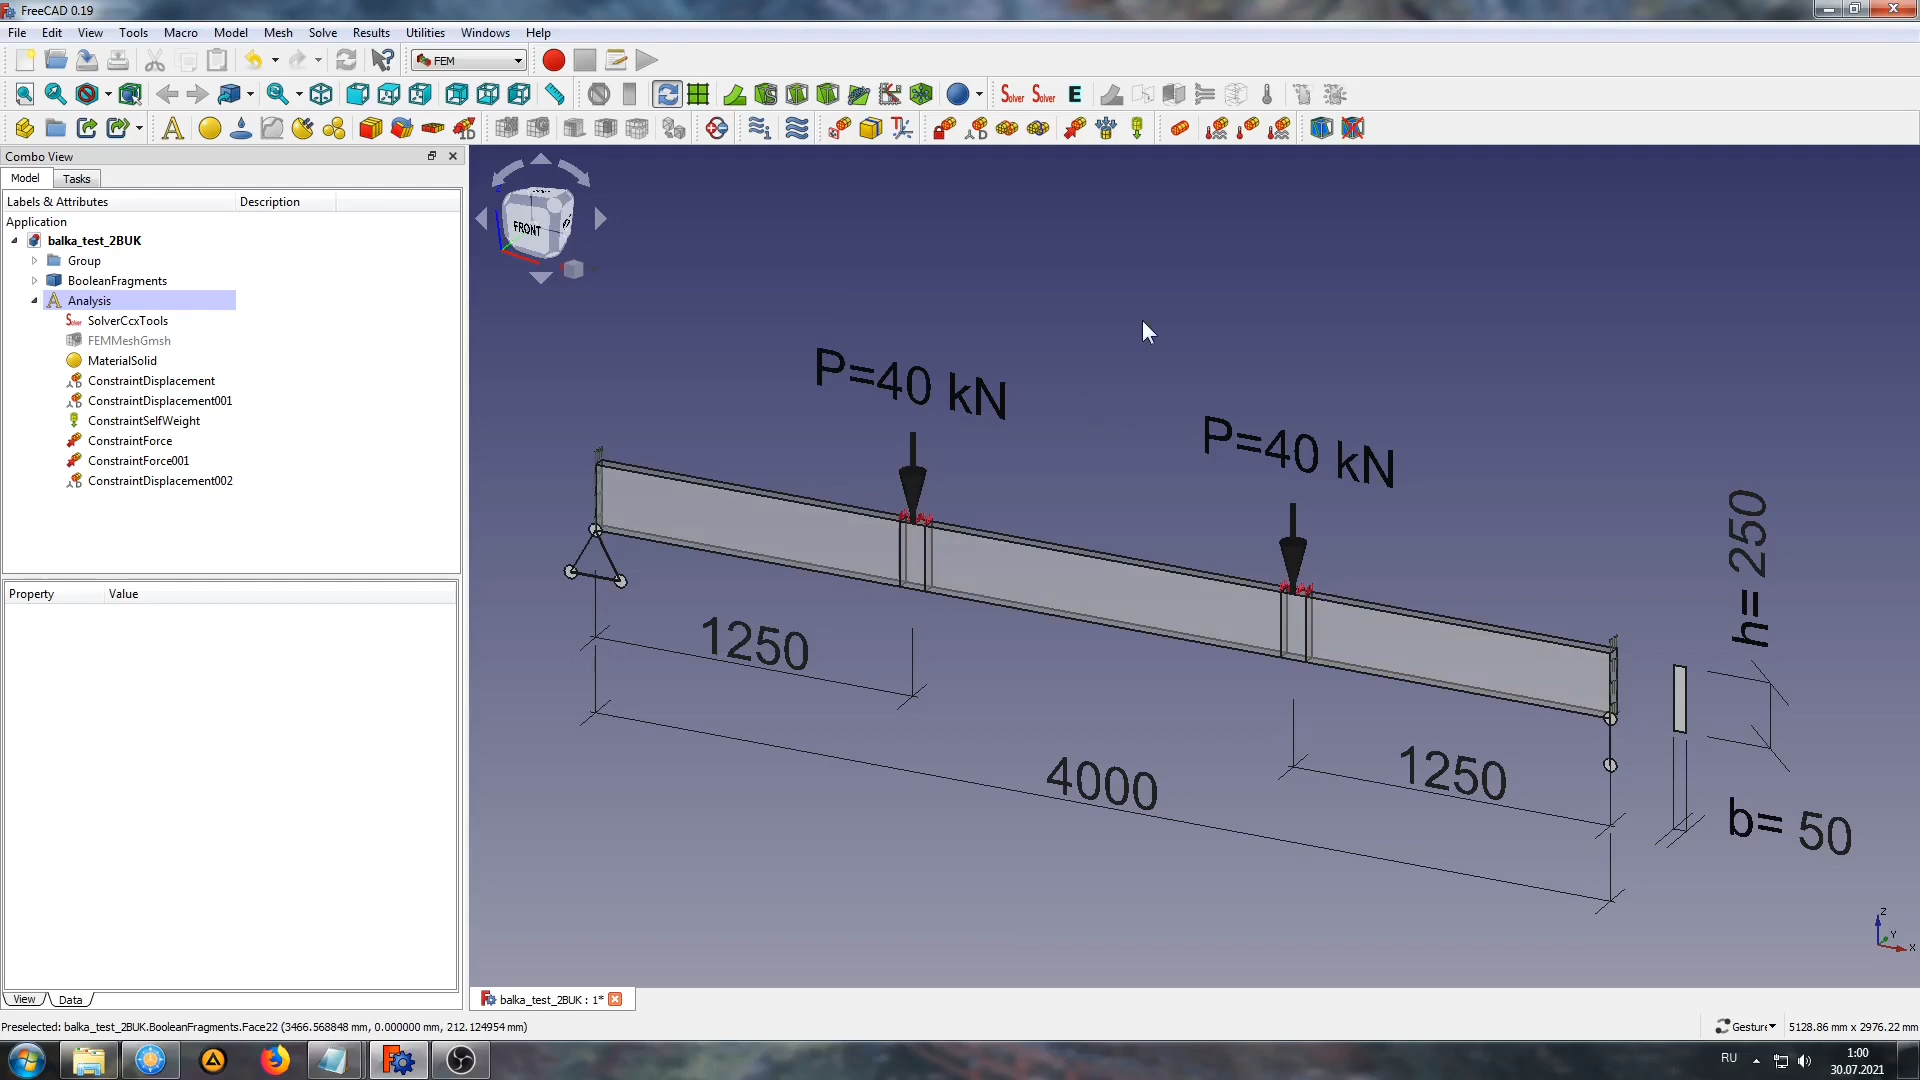 FreeCAD 0.19
File Edit View Tools Macro Model Mesh Solve Results Utilities Windows Help
FEM
Solver Solver E
A 1D
Combo View
Model Tasks
Labels & Attributes Description
Application
balka_test_2BUK
Group
BooleanFragments
Analysis
SolverCcxTools
FEMMeshGmsh
MaterialSolid
ConstraintDisplacement
ConstraintDisplacement001
ConstraintSelfWeight
ConstraintForce
ConstraintForce001
ConstraintDisplacement002
Property Value
View Data
FRONT
P=40 kN
P=40 kN
1250
4000
1250
h= 250
b= 50
Z
Y
X
balka_test_2BUK : 1*
Preselected: balka_test_2BUK.BooleanFragments.Face22 (3466.568848 mm, 0.000000 mm, 212.124954 mm)
Gesture
5128.86 mm x 2976.22 mm
RU
1:00
30.07.2021